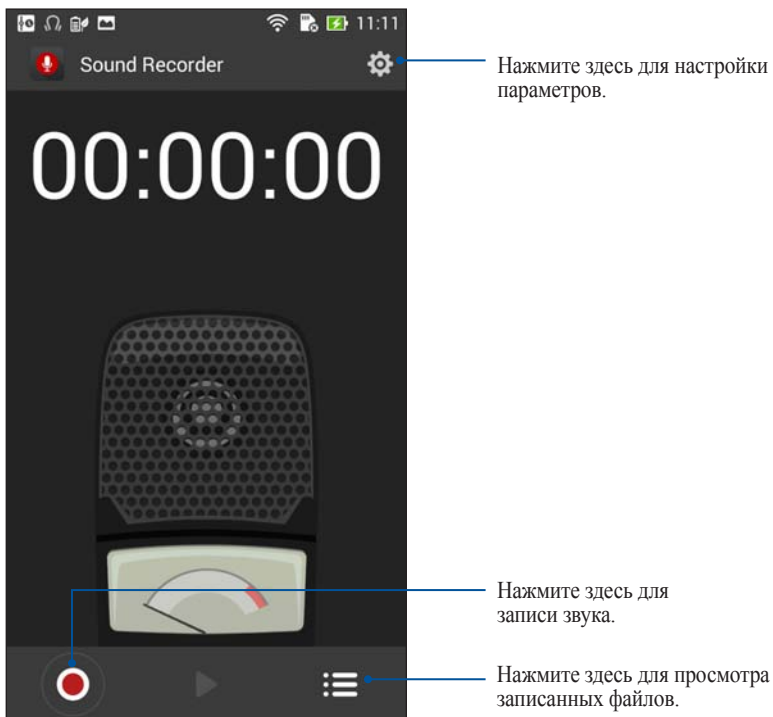 11:11
Sound Recorder
Нажмите здесь для настройки
параметров.
00:00:00
Нажмите здесь для
записи звука.
Нажмите здесь для просмотра
записанных файлов.